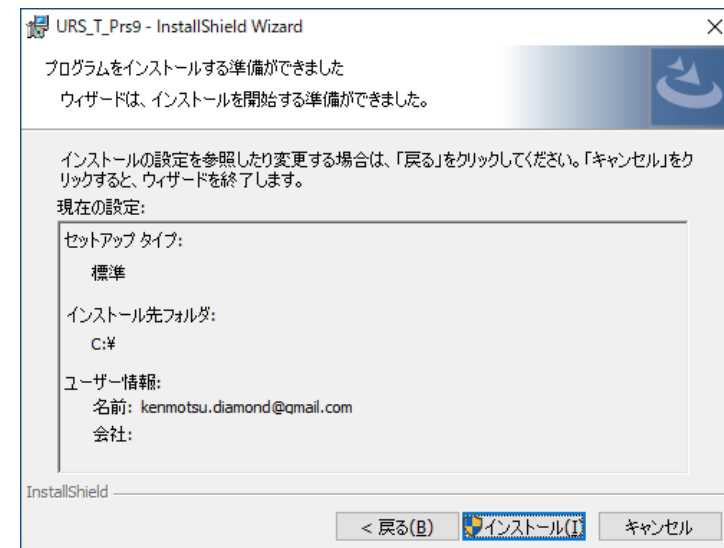 URS_T_Prs9 - InstallShield Wizard
プログラムをインストールする準備ができました
ウィザードは、インストールを開始する準備ができました。
インストールの設定を参照したり変更する場合は、「戻る」をクリックしてください。「キャンセル」をク
リックすると、ウィザードを終了します。
現在の設定:
セットアップ タイプ:
標準
インストール先フォルダ:
C:¥
ユーザー情報:
名前: kenmotsu.diamond@gmail.com
会社:
InstallShield
< 戻る(B) インストール(I) キャンセル